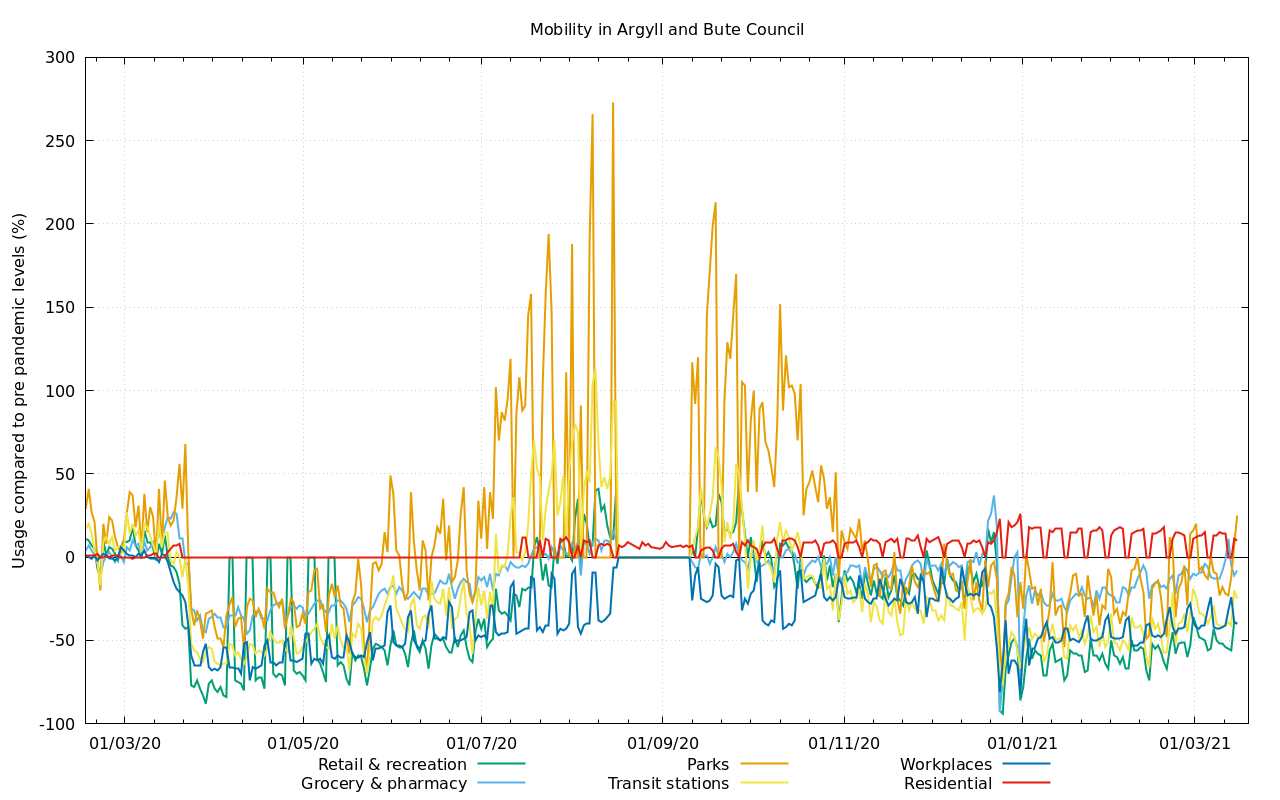 Mobility in Argyll and Bute Council
Usage compared to pre pandemic levels (%)
300
250
200
150
100
50
0
-50
-100
01/03/20 01/05/20 01/07/20 01/09/20 01/11/20 01/01/21 01/03/21
Retail & recreation Parks Workplaces
Grocery & pharmacy Transit stations Residential